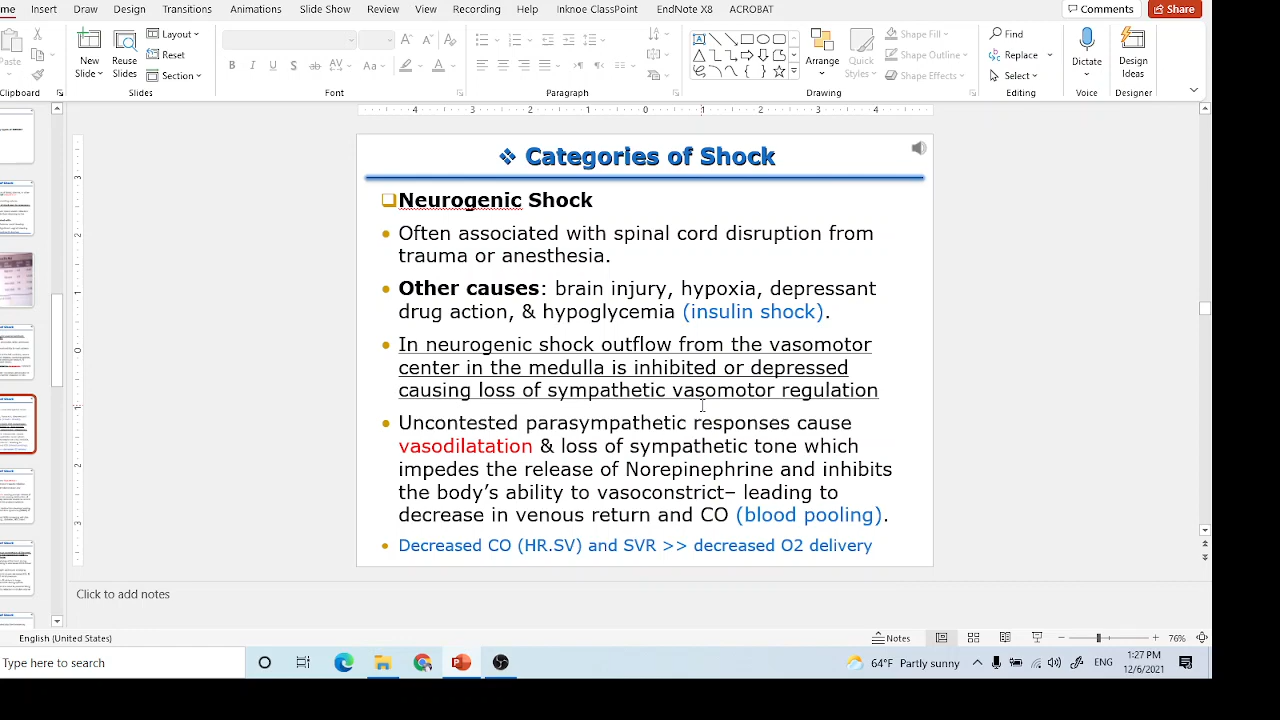 me Insert Draw Design Transitions Animations Slide Show Review View Recording Help Inknoe ClassPoint EndNote X8 ACROBAT Comments Share
Paste New Slide Reuse Slides Layout Reset Section Arrange Quick Styles Shape Fill Shape Outline Shape Effects Find Replace Select Dictate Design Ideas
Clipboard Slides Font Paragraph Drawing Editing Voice Designer
Categories of Shock
Neurogenic Shock
Often associated with spinal cord disruption from
trauma or anesthesia.
Other causes: brain injury, hypoxia, depressant
drug action, & hypoglycemia (insulin shock).
In neurogenic shock outflow from the vasomotor
center in the medulla is inhibited or depressed
causing loss of sympathetic vasomotor regulation
Uncontested parasympathetic responses cause
vasodilatation & loss of sympathetic tone which
impedes the release of Norepinephrine and inhibits
the body's ability to vasoconstrict– leading to
decrease in venous return and CO (blood pooling).
Decreased CO (HR.SV) and SVR >> decreased O2 delivery
Click to add notes
English (United States) Notes 76%
Type here to search 64°F Partly sunny ENG 1:27 PM
12/6/2021